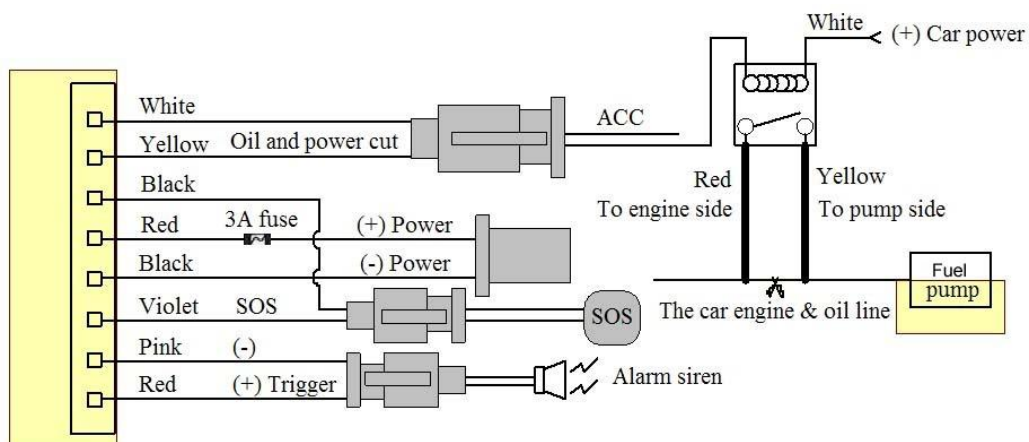 White
(+) Car power
White
ACC
Yellow
Oil and power cut
Black
Red
To engine side
Yellow
To pump side
Red
3A fuse
(+) Power
Black
(-) Power
Fuel
pump
Violet
SOS
SOS
The car engine & oil line
Pink
(-)
Red
(+) Trigger
Alarm siren